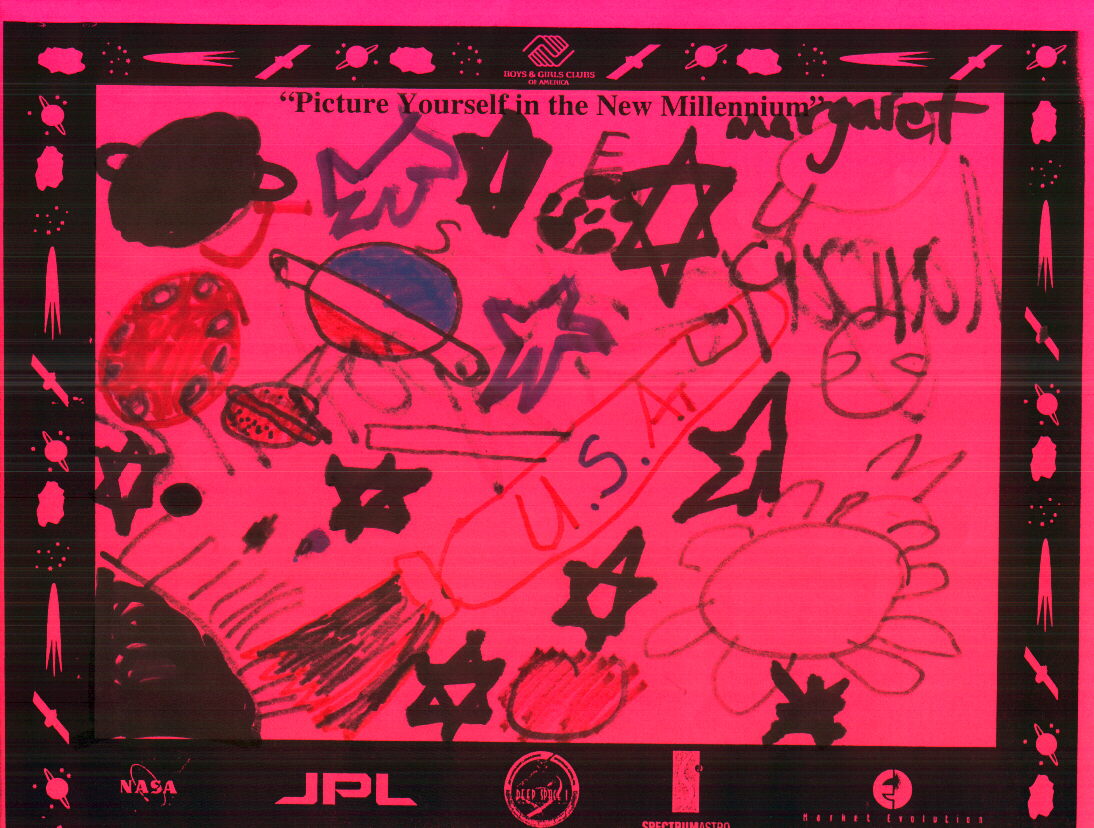 BOYS & GIRLS CLUBS
OF AMERICA
"Picture Yourself in the New Millennium"
margaret
E
J
S
U
U.S.A.
M
NASA
JPL
DEEP SPACE 1
SPECTRUMASTRO
Market Evolution